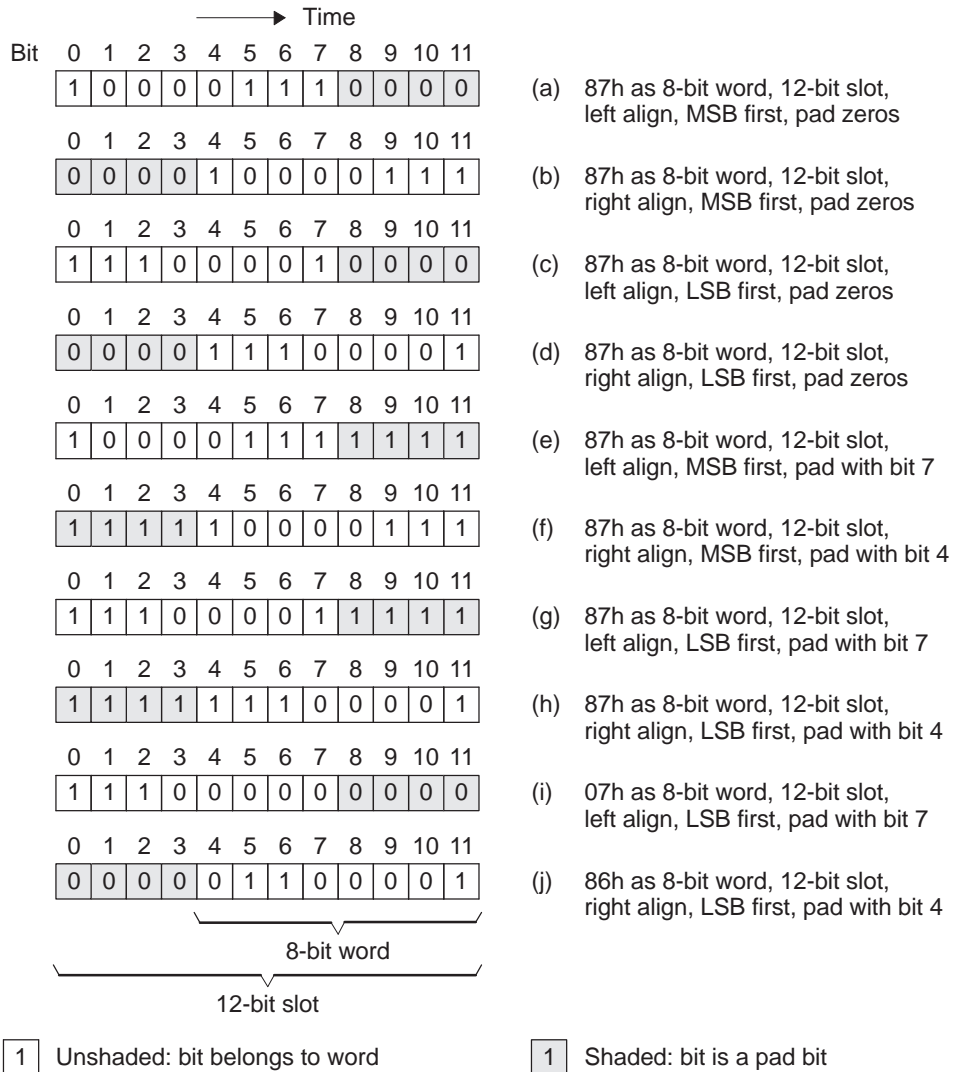 Time
Bit 0 1 2 3 4 5 6 7 8 9 10 11
1 0 0 0 0 1 1 1 0 0 0 0
(a) 87h as 8-bit word, 12-bit slot,
left align, MSB first, pad zeros
0 1 2 3 4 5 6 7 8 9 10 11
0 0 0 0 1 0 0 0 0 1 1 1
(b) 87h as 8-bit word, 12-bit slot,
right align, MSB first, pad zeros
0 1 2 3 4 5 6 7 8 9 10 11
1 1 1 0 0 0 0 1 0 0 0 0
(c) 87h as 8-bit word, 12-bit slot,
left align, LSB first, pad zeros
0 1 2 3 4 5 6 7 8 9 10 11
0 0 0 0 1 1 1 0 0 0 0 1
(d) 87h as 8-bit word, 12-bit slot,
right align, LSB first, pad zeros
0 1 2 3 4 5 6 7 8 9 10 11
1 0 0 0 0 1 1 1 1 1 1 1
(e) 87h as 8-bit word, 12-bit slot,
left align, MSB first, pad with bit 7
0 1 2 3 4 5 6 7 8 9 10 11
1 1 1 1 1 0 0 0 0 1 1 1
(f) 87h as 8-bit word, 12-bit slot,
right align, MSB first, pad with bit 4
0 1 2 3 4 5 6 7 8 9 10 11
1 1 1 0 0 0 0 1 1 1 1 1
(g) 87h as 8-bit word, 12-bit slot,
left align, LSB first, pad with bit 7
0 1 2 3 4 5 6 7 8 9 10 11
1 1 1 1 1 1 1 0 0 0 0 1
(h) 87h as 8-bit word, 12-bit slot,
right align, LSB first, pad with bit 4
0 1 2 3 4 5 6 7 8 9 10 11
1 1 1 0 0 0 0 0 0 0 0 0
(i) 07h as 8-bit word, 12-bit slot,
left align, LSB first, pad with bit 7
0 1 2 3 4 5 6 7 8 9 10 11
0 0 0 0 0 1 1 0 0 0 0 1
(j) 86h as 8-bit word, 12-bit slot,
right align, LSB first, pad with bit 4
8-bit word
12-bit slot
1 Unshaded: bit belongs to word
1 Shaded: bit is a pad bit